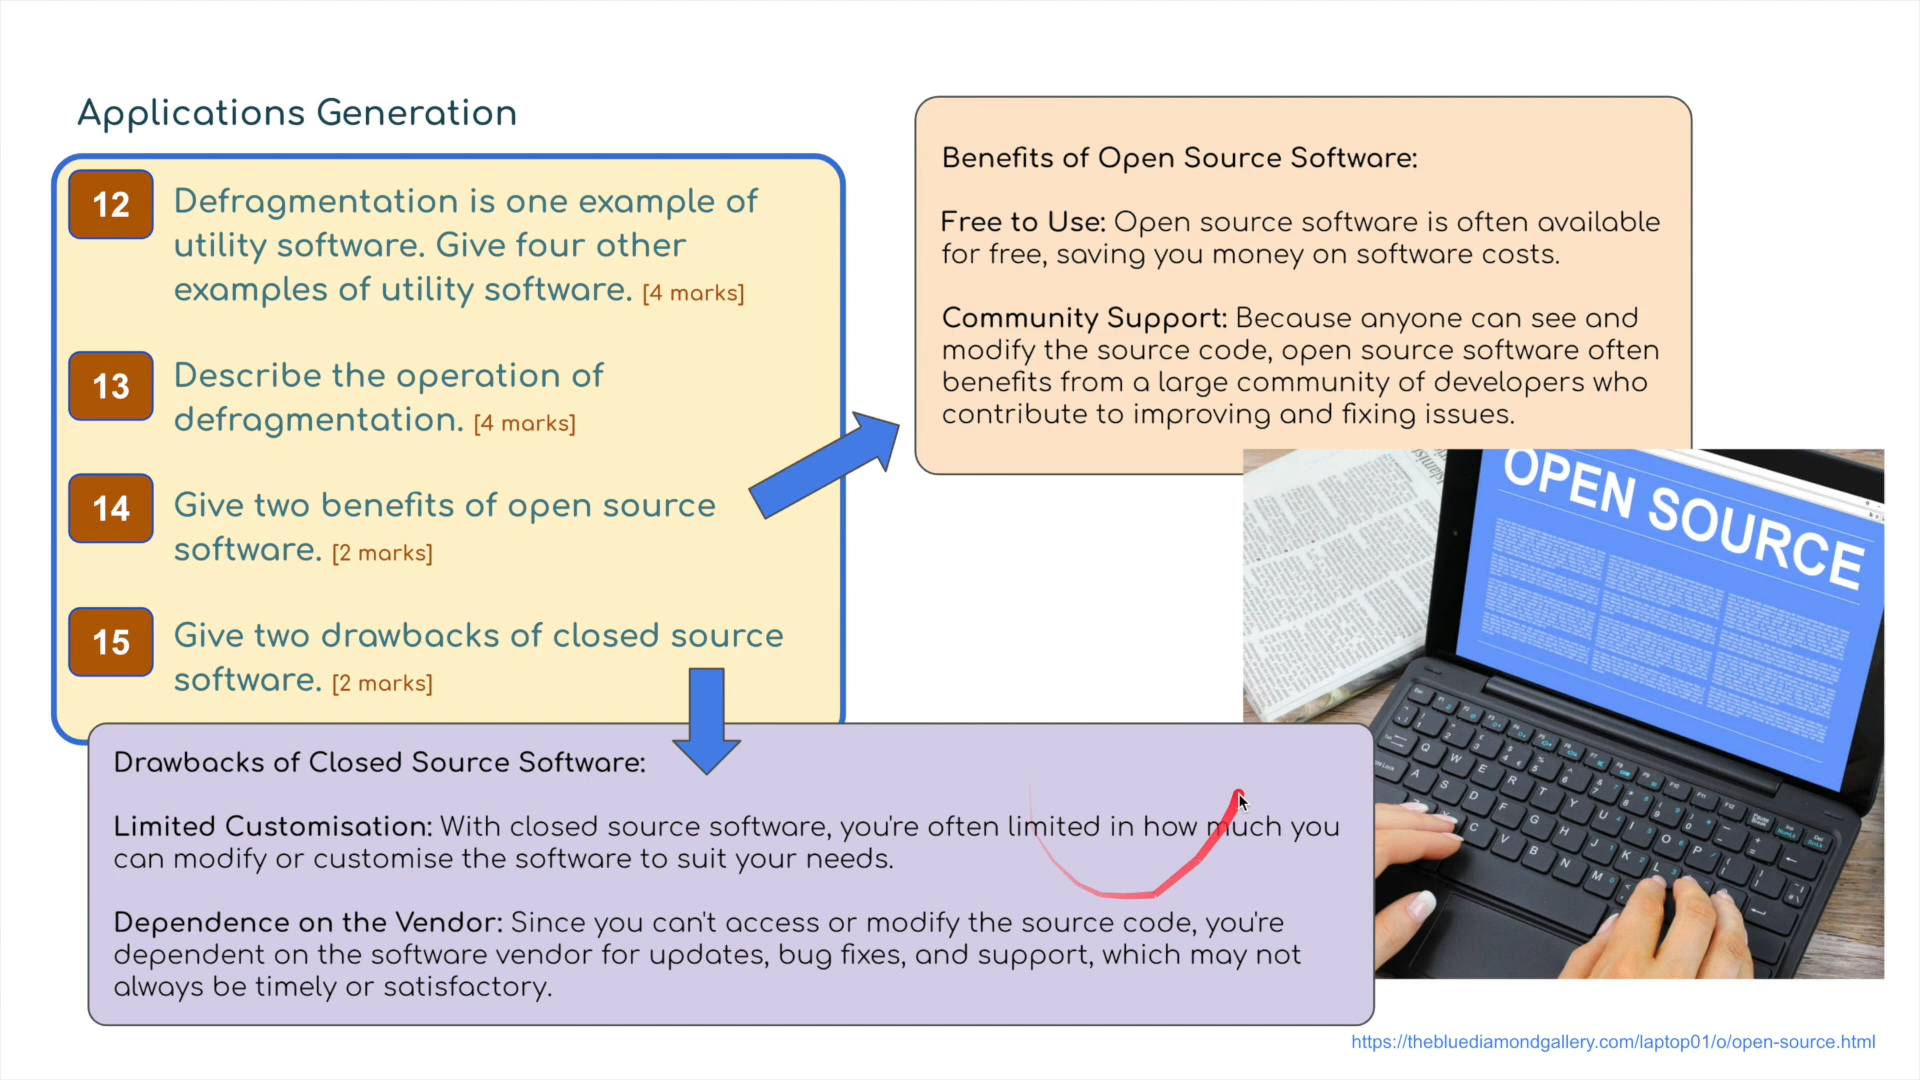 Applications Generation
12
Defragmentation is one example of
utility software. Give four other
examples of utility software. [4 marks]
13
Describe the operation of
defragmentation. [4 marks]
14
Give two benefits of open source
software. [2 marks]
15
Give two drawbacks of closed source
software. [2 marks]
Benefits of Open Source Software:
Free to Use: Open source software is often available
for free, saving you money on software costs.
Community Support: Because anyone can see and
modify the source code, open source software often
benefits from a large community of developers who
contribute to improving and fixing issues.
OPEN SOURCE
Drawbacks of Closed Source Software:
Limited Customisation: With closed source software, you're often limited in how much you
can modify or customise the software to suit your needs.
Dependence on the Vendor: Since you can't access or modify the source code, you're
dependent on the software vendor for updates, bug fixes, and support, which may not
always be timely or satisfactory.
https://thebluediamondgallery.com/laptop01/o/open-source.html